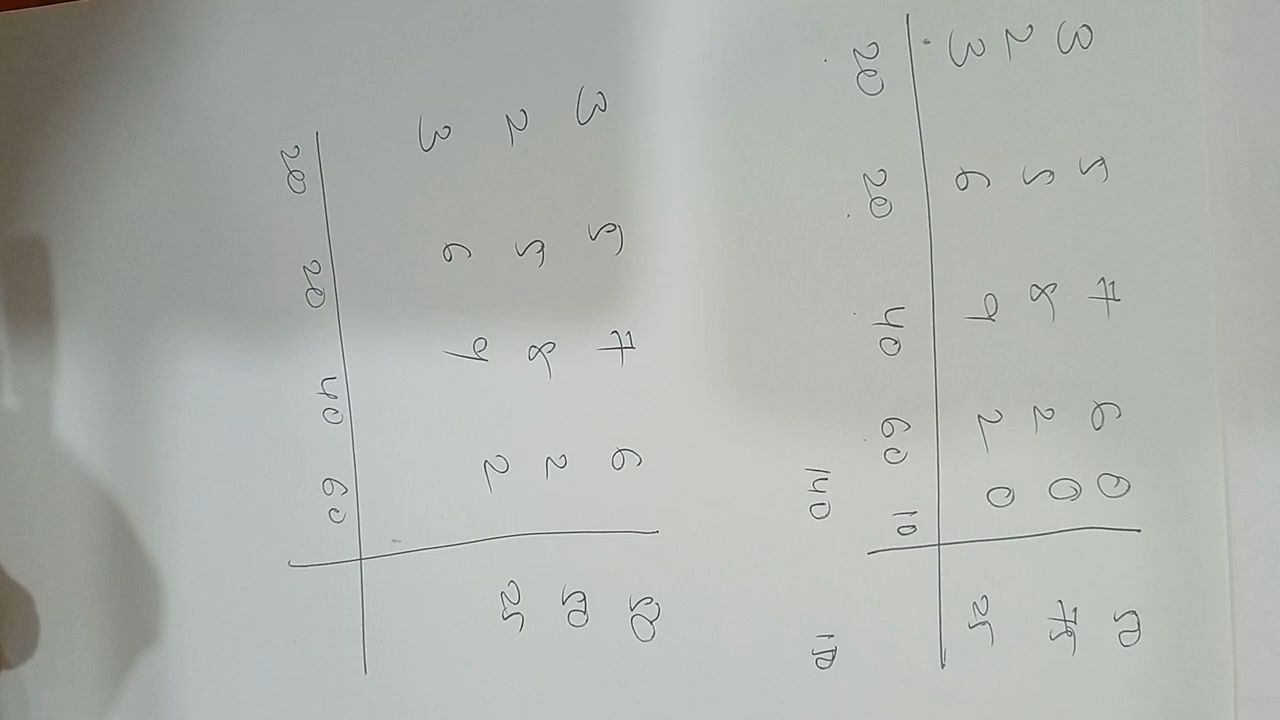 3 5 7 6 0 50
2 5 8 2 0 75
3 6 9 2 0 25
20 20 40 60 10
140 150
3 5 7 6 50
2 5 8 2 50
3 6 9 2 25
20 20 40 60